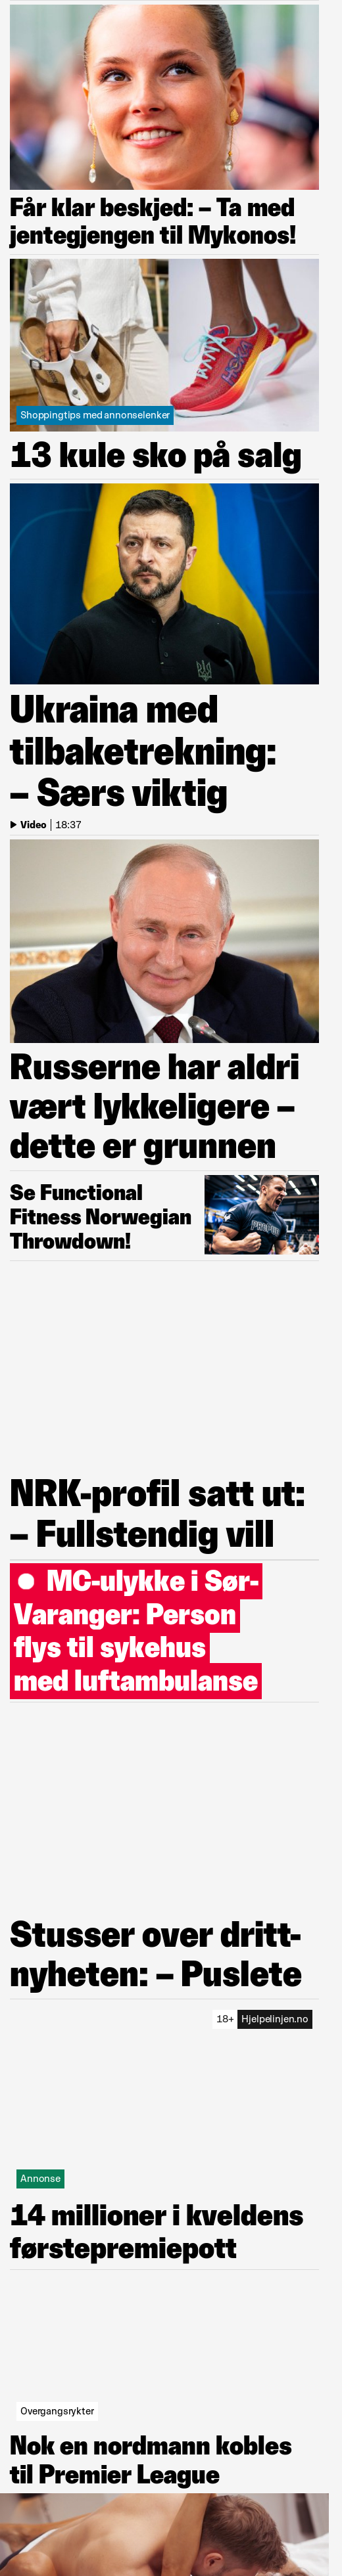 Får klar beskjed: – Ta med
jentegjengen til Mykonos!
HOKA
Shoppingtips med annonselenker
13 kule sko på salg
Ukraina med
tilbaketrekning:
– Særs viktig
Video | 18:37
Russerne har aldri
vært lykkeligere –
dette er grunnen
Se Functional
Fitness Norwegian
Throwdown!
NRK-profil satt ut:
– Fullstendig vill
MC-ulykke i Sør-
Varanger: Person
flys til sykehus
med luftambulanse
Stusser over dritt-
nyheten: – Puslete
18+ Hjelpelinjen.no
Annonse
14 millioner i kveldens
førstepremiepott
Overgangsrykter
Nok en nordmann kobles
til Premier League